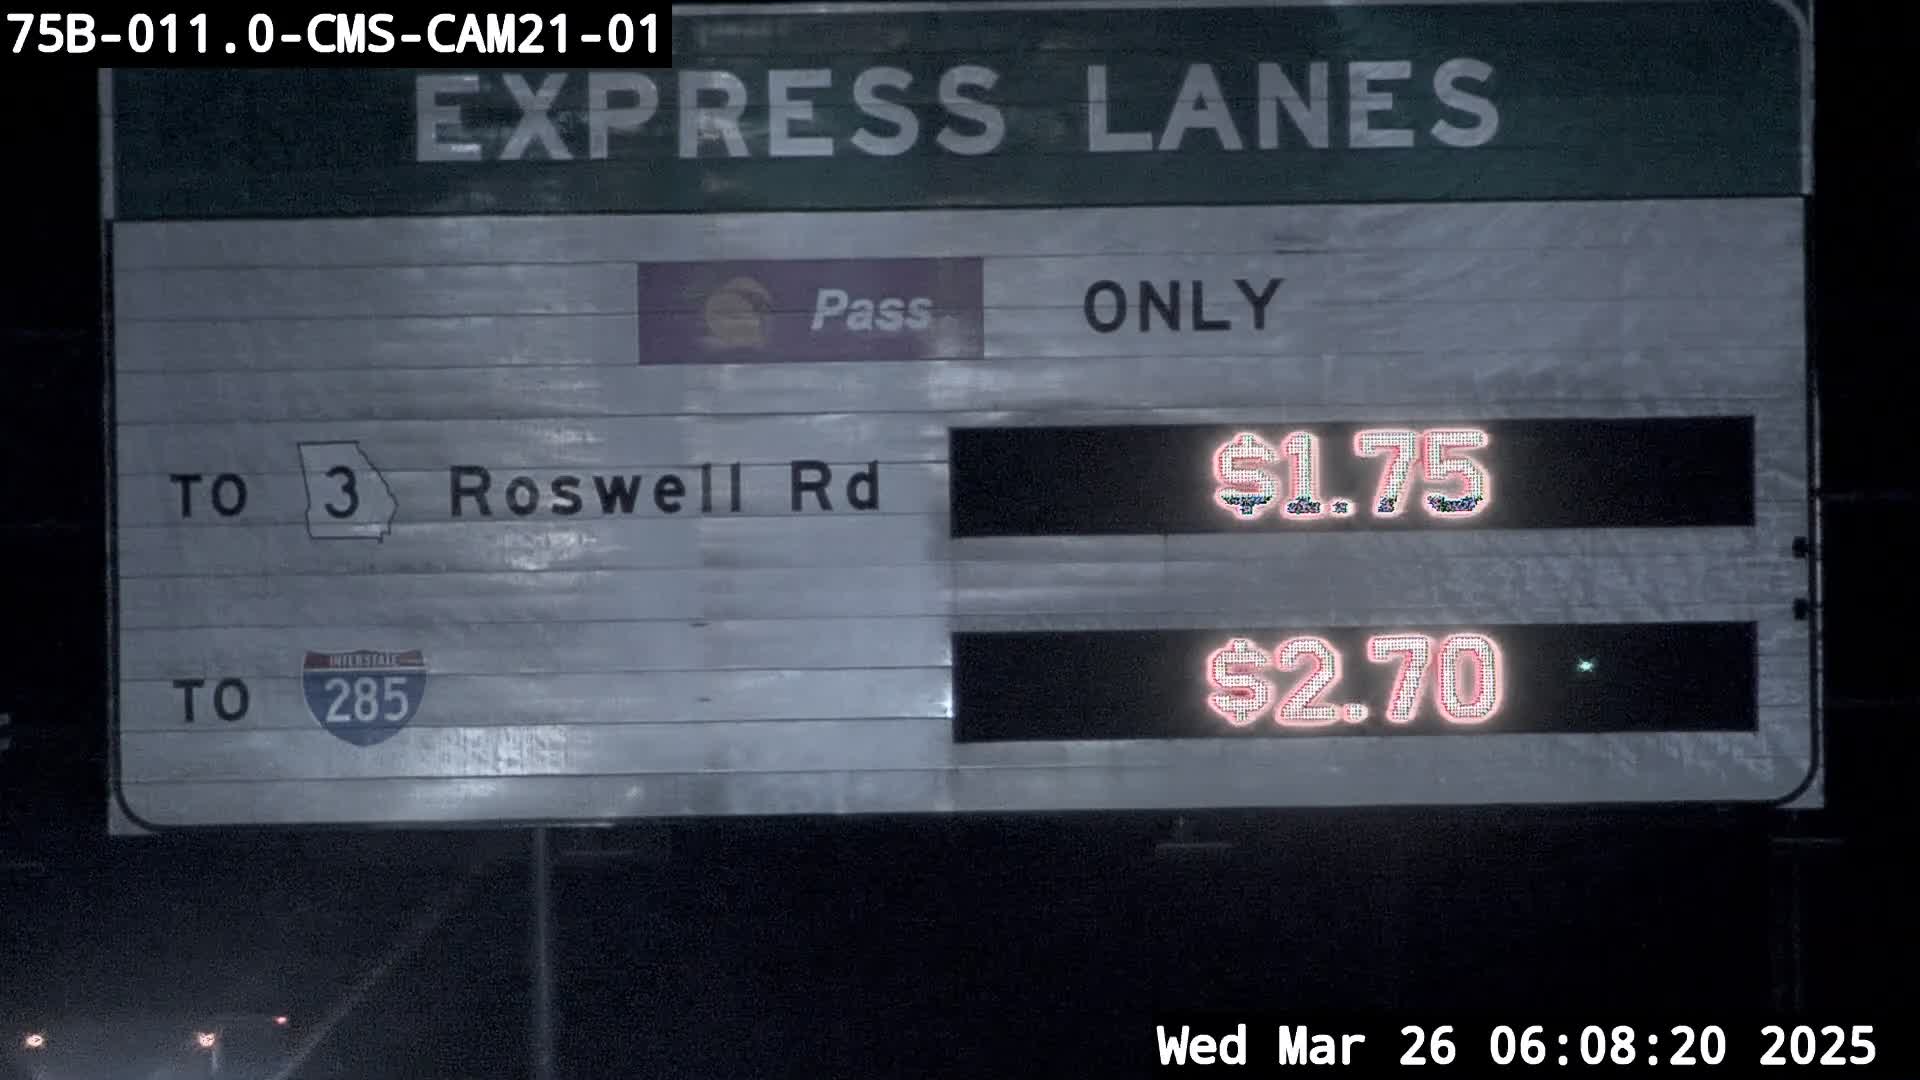 75B-011.0-CMS-CAM21-01
EXPRESS LANES
Pass ONLY
TO 3 Roswell Rd $1.75
INTERSTATE
TO 285 $2.70
Wed Mar 26 06:08:20 2025